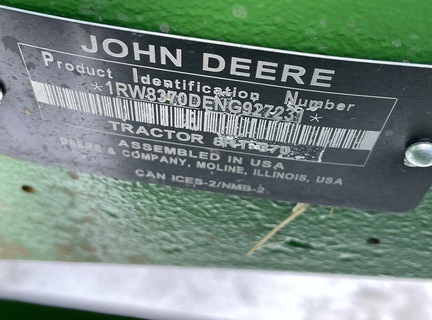 JOHN DEERE
Product Identification Number
*1RW8370DENG927231*
TRACTOR
ASSEMBLED IN USA
DEERE & COMPANY, MOLINE, ILLINOIS, USA
CAN ICES-2/NMB-2